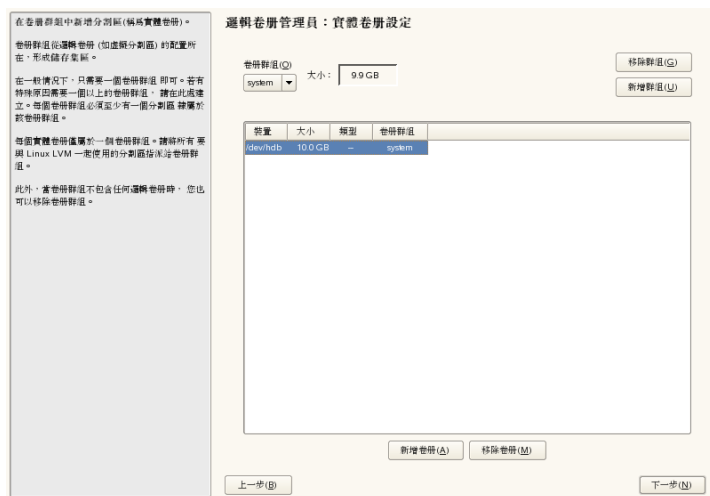 在卷冊群組中新增分割區(稱爲實體卷冊)。
卷冊群組從邏輯卷冊 (如虛擬分割區) 的配置所
在，形成儲存集區。
在一般情況下，只需要一個卷冊群組 即可。若有
特殊原因需要一個以上的卷冊群組， 請在此處建
立。每個卷冊群組必須至少有一個分割區 隸屬於
該卷冊群組。
每個實體卷冊僅屬於一個卷冊群組。請將所有 要
與 Linux LVM 一起使用的分割區指派給卷冊群
組。
此外，當卷冊群組不包含任何邏輯卷冊時， 您也
可以移除卷冊群組。
邏輯卷冊管理員：實體卷冊設定
卷冊群組(O)
system
大小：
9.9 GB
移除群組(G)
新增群組(U)
裝置 大小 類型 卷冊群組
/dev/hdb 10.0 GB -- system
新增卷冊(A)
移除卷冊(M)
上一步(B)
下一步(N)